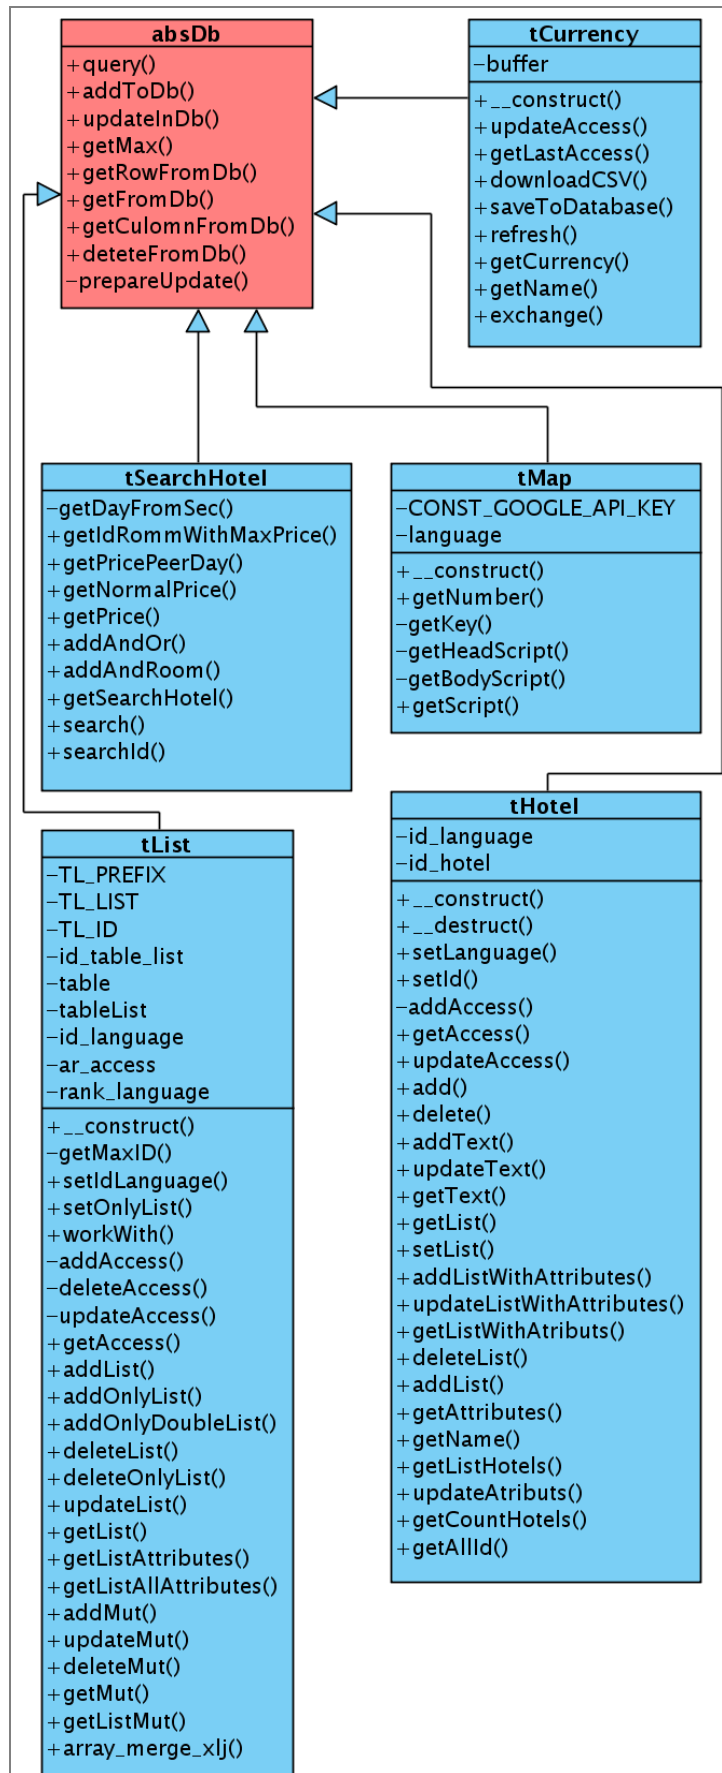 absDb
+query()
+addToDb()
+updateInDb()
+getMax()
+getRowFromDb()
+getFromDb()
+getCulomnFromDb()
+deteteFromDb()
-prepareUpdate()
tCurrency
-buffer
+__construct()
+updateAccess()
+getLastAccess()
+downloadCSV()
+saveToDatabase()
+refresh()
+getCurrency()
+getName()
+exchange()
tSearchHotel
-getDayFromSec()
+getIdRommWithMaxPrice()
+getPricePeerDay()
+getNormalPrice()
+getPrice()
+addAndOr()
+addAndRoom()
+getSearchHotel()
+search()
+searchId()
tMap
-CONST_GOOGLE_API_KEY
-language
+__construct()
+getNumber()
-getKey()
-getHeadScript()
-getBodyScript()
+getScript()
tList
-TL_PREFIX
-TL_LIST
-TL_ID
-id_table_list
-table
-tableList
-id_language
-ar_access
-rank_language
+__construct()
-getMaxID()
+setIdLanguage()
+setOnlyList()
+workWith()
-addAccess()
-deleteAccess()
-updateAccess()
+getAccess()
+addList()
+addOnlyList()
+addOnlyDoubleList()
+deleteList()
+deleteOnlyList()
+updateList()
+getList()
+getListAttributes()
+getListAllAttributes()
+addMut()
+updateMut()
+deleteMut()
+getMut()
+getListMut()
+array_merge_xlj()
tHotel
-id_language
-id_hotel
+__construct()
+__destruct()
+setLanguage()
+setId()
-addAccess()
+getAccess()
+updateAccess()
+add()
+delete()
+addText()
+updateText()
+getText()
+getList()
+setList()
+addListWithAttributes()
+updateListWithAttributes()
+getListWithAtributs()
+deleteList()
+addList()
+getAttributes()
+getName()
+getListHotels()
+updateAtributs()
+getCountHotels()
+getAllId()